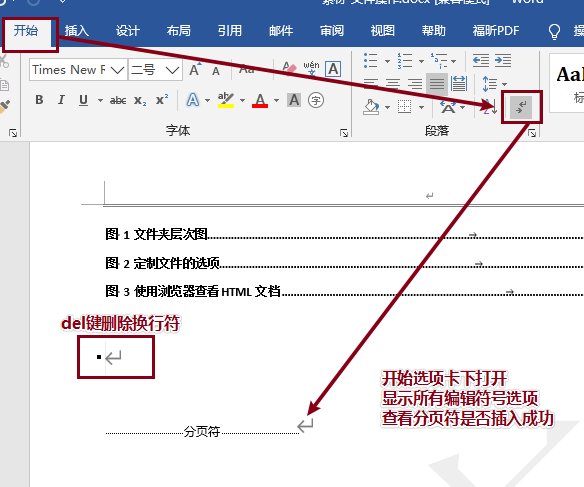 开始 插入 设计 布局 引用 邮件 审阅 视图 帮助 福昕PDF
Times New R 二号 A A Aa A wén A
B I U abc x₂ x² A ab A A 字
字体 段落
图 1 文件夹层次图
图 2 定制文件的选项
图 3 使用浏览器查看 HTML 文档
del键删除换行符
开始选项卡下打开
显示所有编辑符号选项
查看分页符是否插入成功
分页符